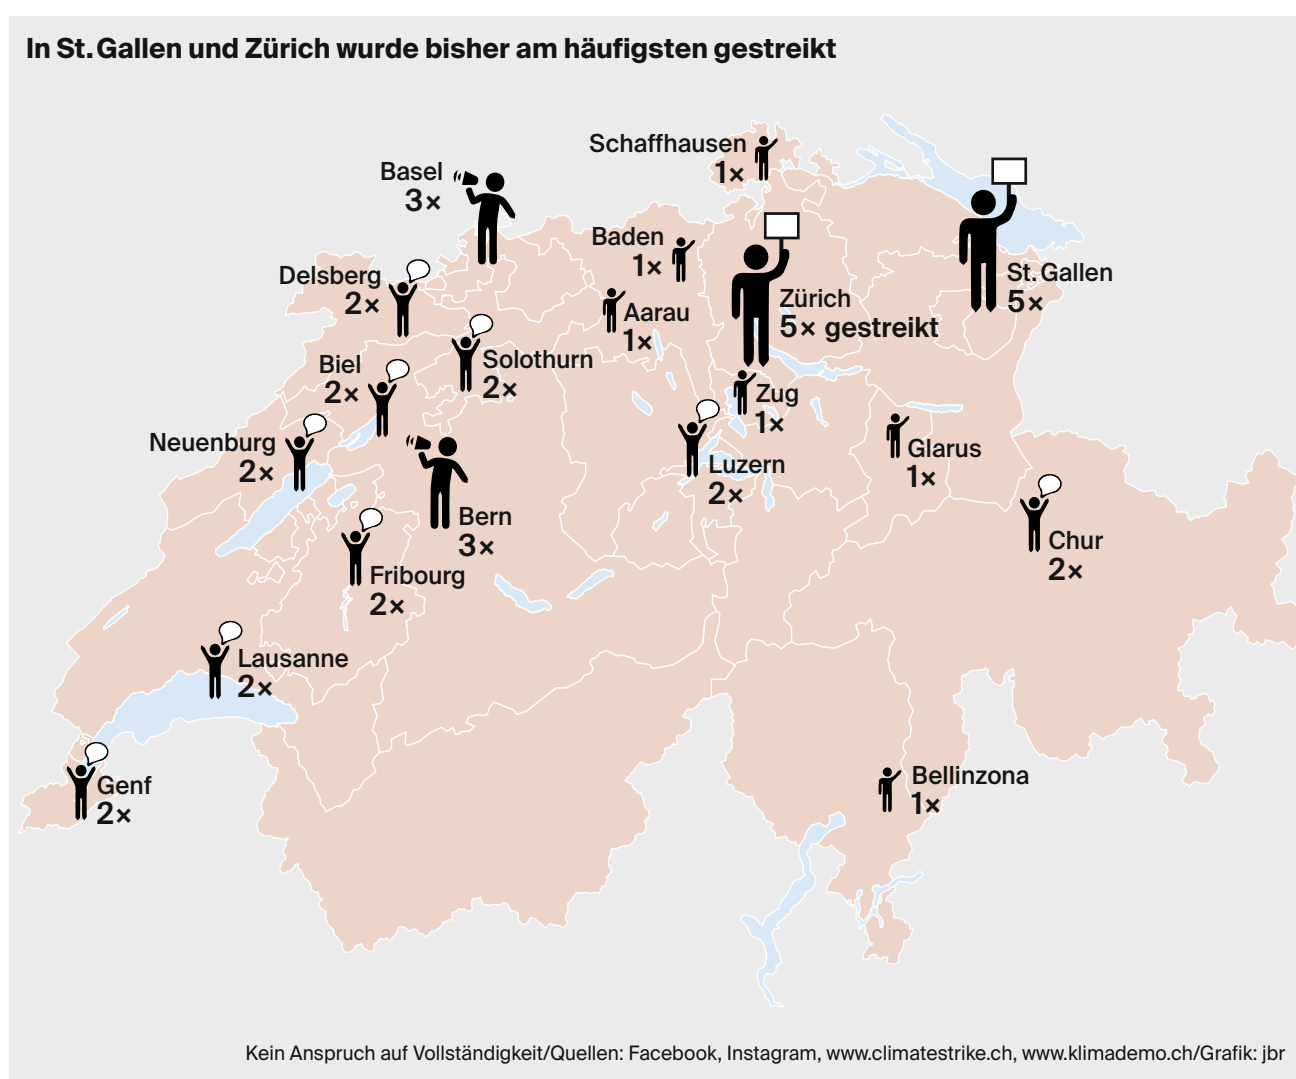 In St. Gallen und Zürich wurde bisher am häufigsten gestreikt
Schaffhausen
1×
Basel
3×
Baden
1×
Delsberg
2×
St. Gallen
5×
Zürich
5× gestreikt
Aarau
1×
Solothurn
2×
Biel
2×
Zug
1×
Neuenburg
2×
Glarus
1×
Luzern
2×
Bern
3×
Chur
2×
Fribourg
2×
Lausanne
2×
Genf
2×
Bellinzona
1×
Kein Anspruch auf Vollständigkeit/Quellen: Facebook, Instagram, www.climatestrike.ch, www.klimademo.ch/Grafik: jbr